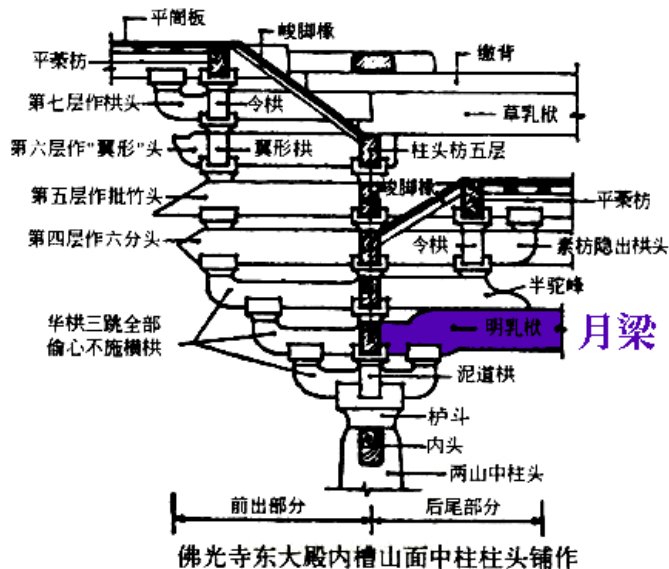 平闇板
峻脚椽
平棊枋
缴背
第七层作栱头
令栱
草乳栿
第六层作"翼形"头
翼形栱
柱头枋五层
第五层作批竹头
峻脚椽
平棊枋
第四层作六分头
令栱
素枋隐出栱头
半驼峰
华栱三跳全部
偷心不施横栱
明乳栿
月梁
泥道栱
栌斗
内头
两山中柱头
前出部分
后尾部分
佛光寺东大殿内槽山面中柱柱头铺作